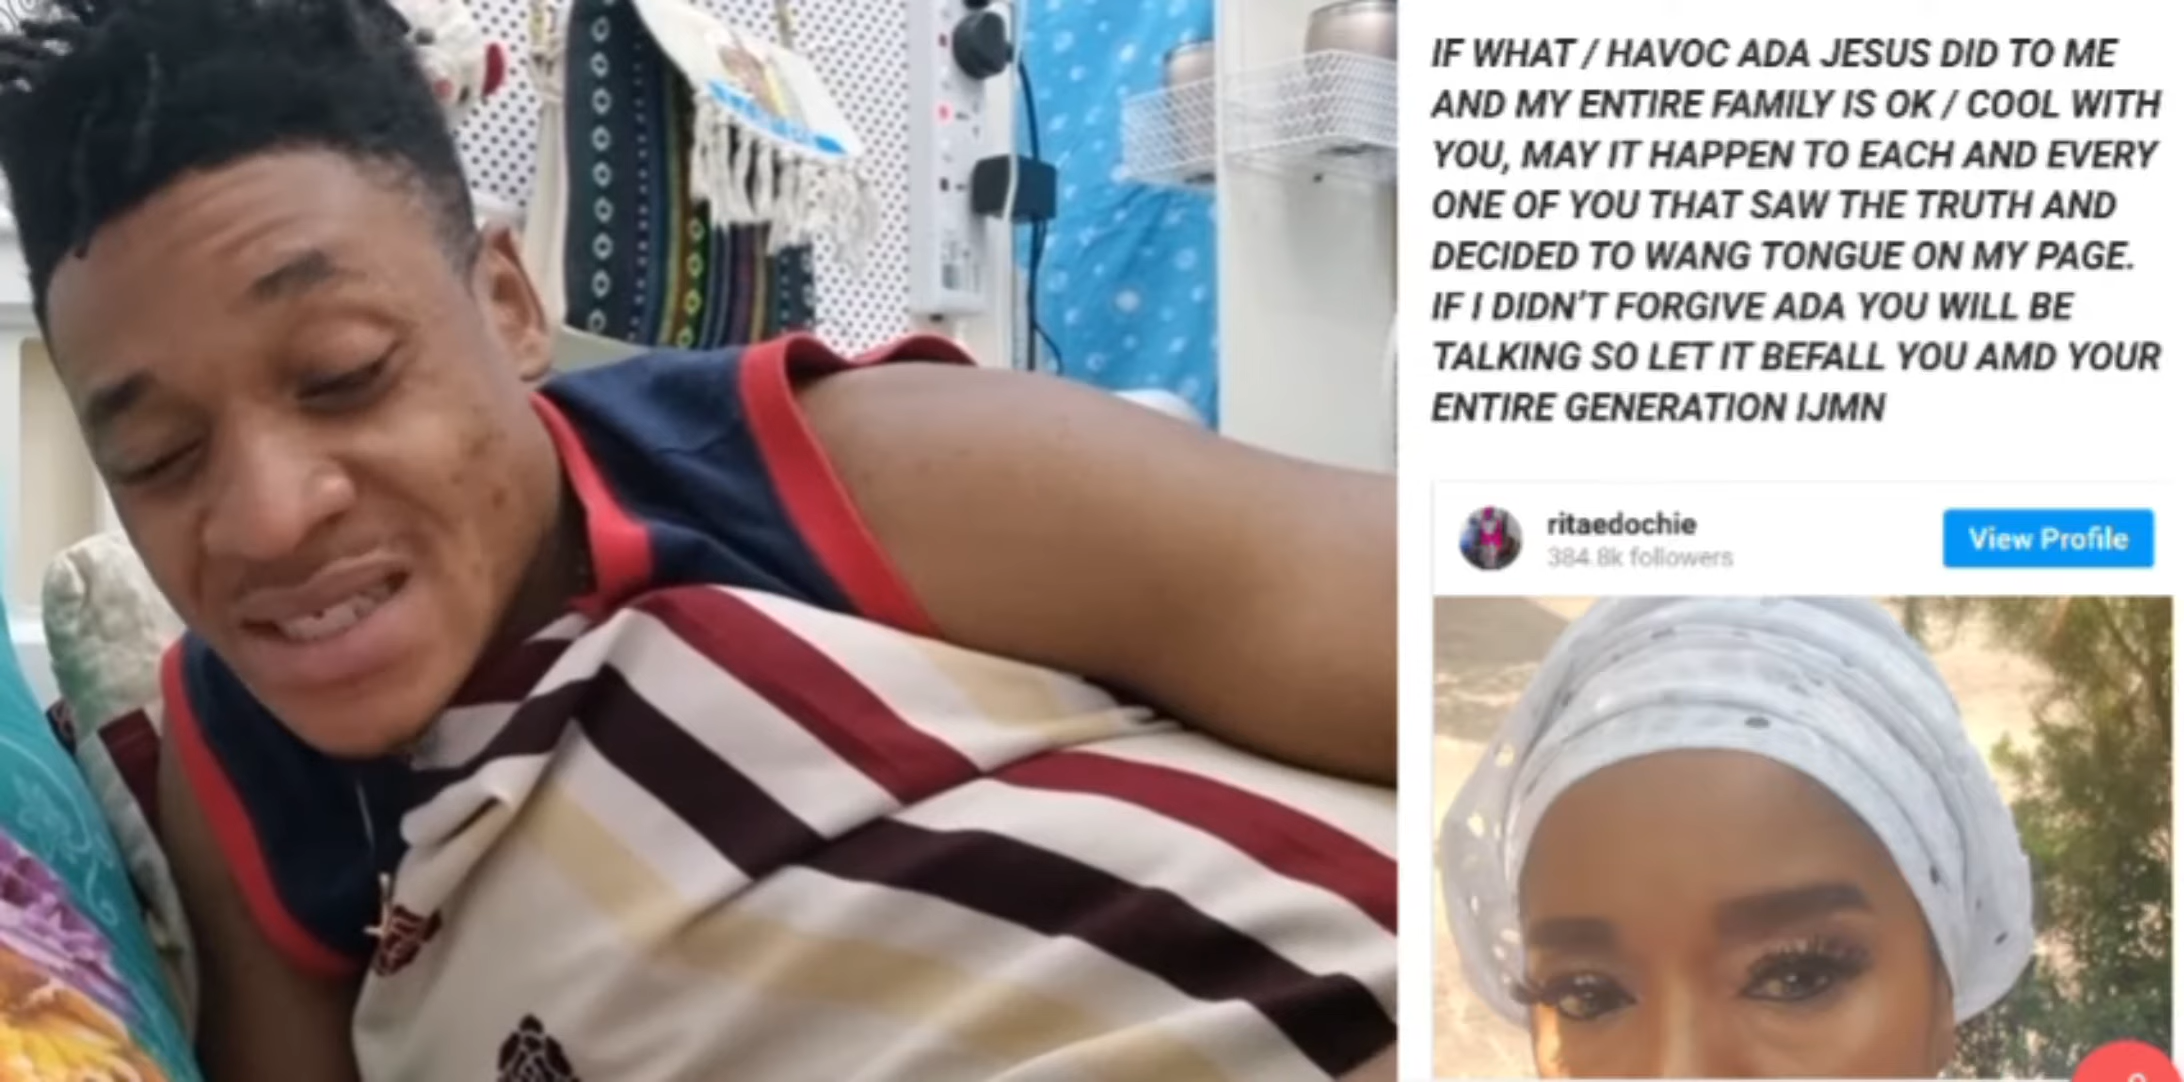 IF WHAT / HAVOC ADA JESUS DID TO ME
AND MY ENTIRE FAMILY IS OK / COOL WITH
YOU, MAY IT HAPPEN TO EACH AND EVERY
ONE OF YOU THAT SAW THE TRUTH AND
DECIDED TO WANG TONGUE ON MY PAGE.
IF I DIDN'T FORGIVE ADA YOU WILL BE
TALKING SO LET IT BEFALL YOU AMD YOUR
ENTIRE GENERATION IJMN
ritaedochie
384.8k followers
View Profile